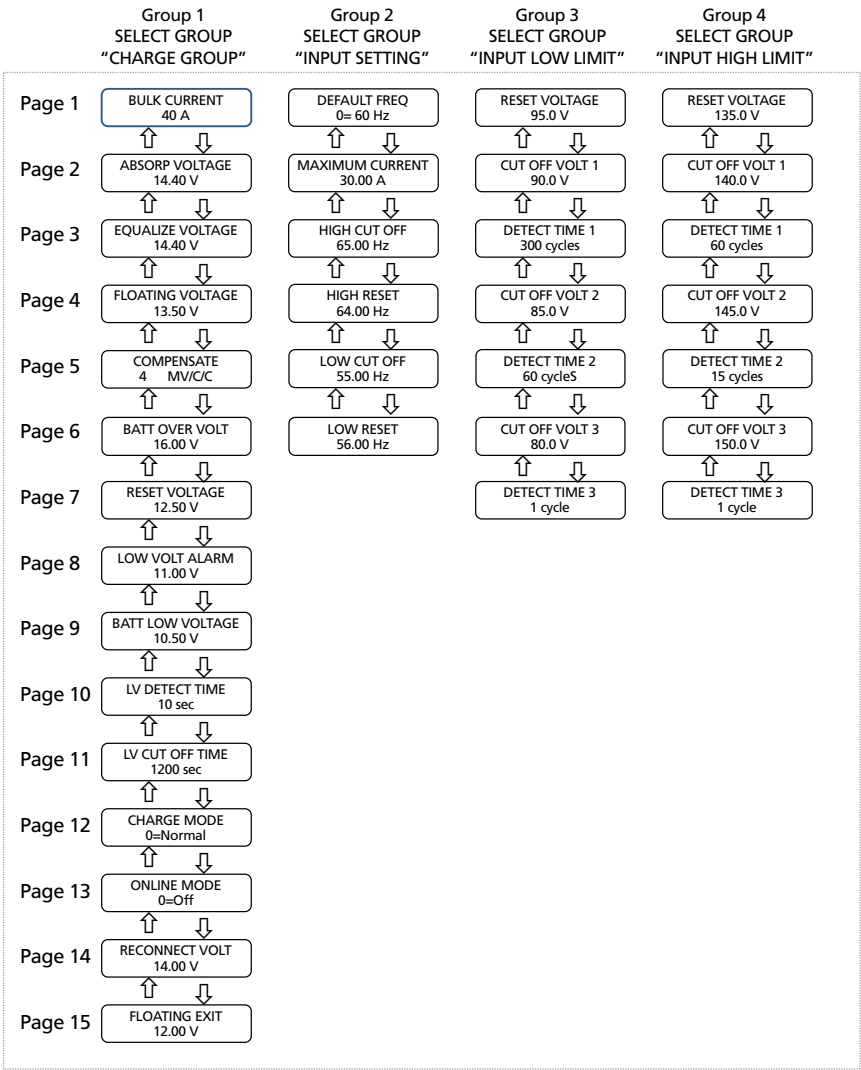 Group 1
SELECT GROUP
“CHARGE GROUP”
Group 2
SELECT GROUP
“INPUT SETTING”
Group 3
SELECT GROUP
“INPUT LOW LIMIT”
Group 4
SELECT GROUP
“INPUT HIGH LIMIT”
Page 1
BULK CURRENT
40 A
DEFAULT FREQ
0= 60 Hz
RESET VOLTAGE
95.0 V
RESET VOLTAGE
135.0 V
Page 2
ABSORP VOLTAGE
14.40 V
MAXIMUM CURRENT
30.00 A
CUT OFF VOLT 1
90.0 V
CUT OFF VOLT 1
140.0 V
Page 3
EQUALIZE VOLTAGE
14.40 V
HIGH CUT OFF
65.00 Hz
DETECT TIME 1
300 cycles
DETECT TIME 1
60 cycles
Page 4
FLOATING VOLTAGE
13.50 V
HIGH RESET
64.00 Hz
CUT OFF VOLT 2
85.0 V
CUT OFF VOLT 2
145.0 V
Page 5
COMPENSATE
4 MV/C/C
LOW CUT OFF
55.00 Hz
DETECT TIME 2
60 cycleS
DETECT TIME 2
15 cycles
Page 6
BATT OVER VOLT
16.00 V
LOW RESET
56.00 Hz
CUT OFF VOLT 3
80.0 V
CUT OFF VOLT 3
150.0 V
Page 7
RESET VOLTAGE
12.50 V
DETECT TIME 3
1 cycle
DETECT TIME 3
1 cycle
Page 8
LOW VOLT ALARM
11.00 V
Page 9
BATT LOW VOLTAGE
10.50 V
Page 10
LV DETECT TIME
10 sec
Page 11
LV CUT OFF TIME
1200 sec
Page 12
CHARGE MODE
0=Normal
Page 13
ONLINE MODE
0=Off
Page 14
RECONNECT VOLT
14.00 V
Page 15
FLOATING EXIT
12.00 V